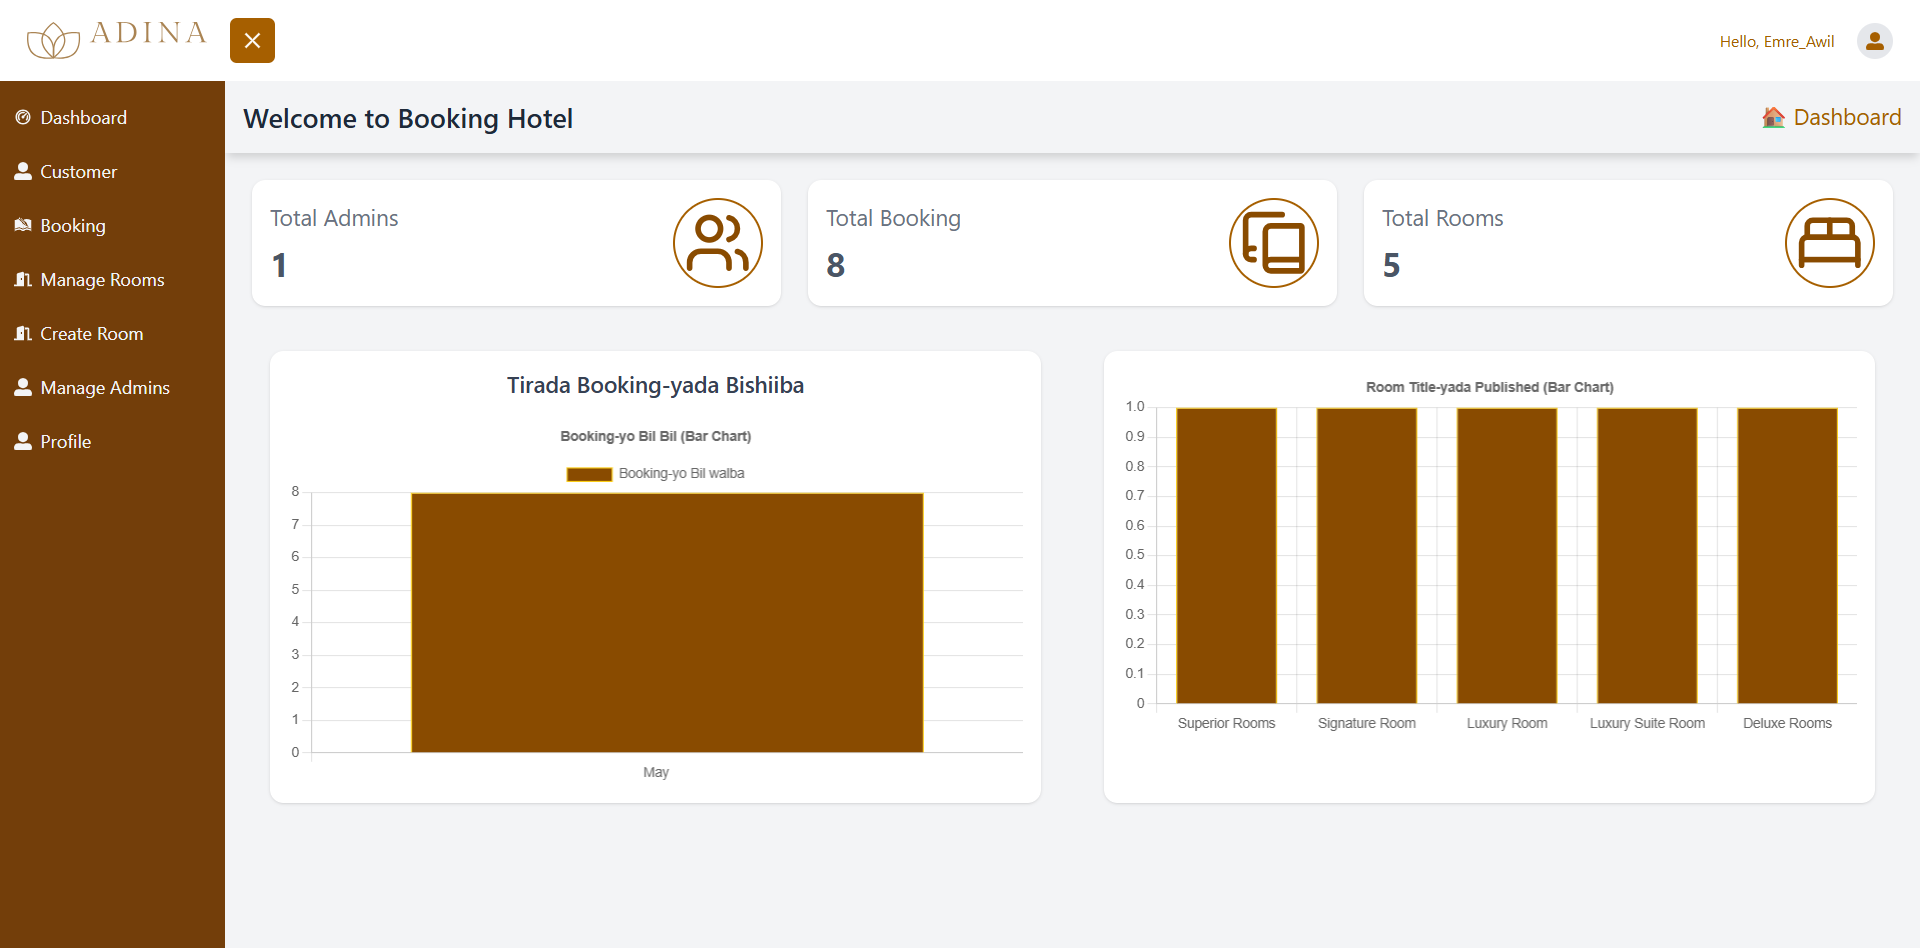 ADINA
Hello, Emre_Awil
Dashboard
Customer
Booking
Manage Rooms
Create Room
Manage Admins
Profile
Welcome to Booking Hotel
Dashboard
Total Admins
1
Total Booking
8
Total Rooms
5
Tirada Booking-yada Bishiiba
Booking-yo Bil Bil (Bar Chart)
Booking-yo Bil walba
8
7
6
5
4
3
2
1
0
May
Room Title-yada Published (Bar Chart)
1.0
0.9
0.8
0.7
0.6
0.5
0.4
0.3
0.2
0.1
0
Superior Rooms Signature Room Luxury Room Luxury Suite Room Deluxe Rooms